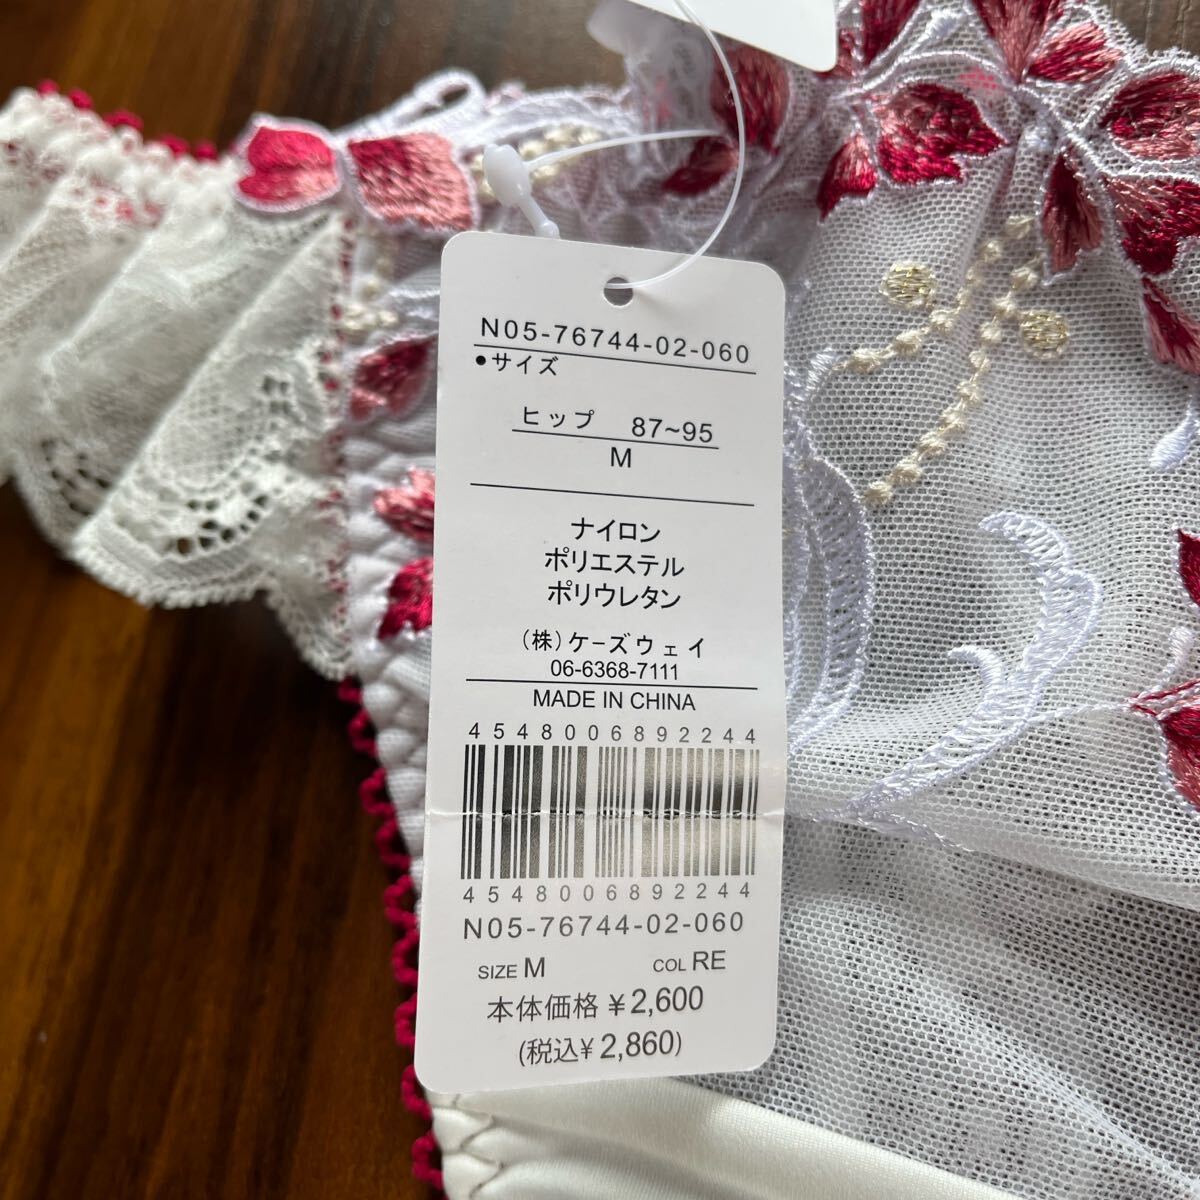 N05-76744-02-060
●サイズ
ヒップ 87~95
M
ナイロン
ポリエステル
ポリウレタン
(株)ケーズウェイ
06-6368-7111
MADE IN CHINA
4548006892244
4548006892244
N05-76744-02-060
SIZE M COL RE
本体価格 ¥2,600
(税込¥2,860)